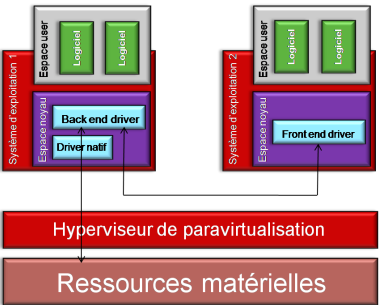 Système d'exploitation 1
Espace user
Logiciel
Logiciel
Espace noyau
Back end driver
Driver natif
Système d'exploitation 2
Espace user
Logiciel
Logiciel
Espace noyau
Front end driver
Hyperviseur de paravirtualisation
Ressources matérielles